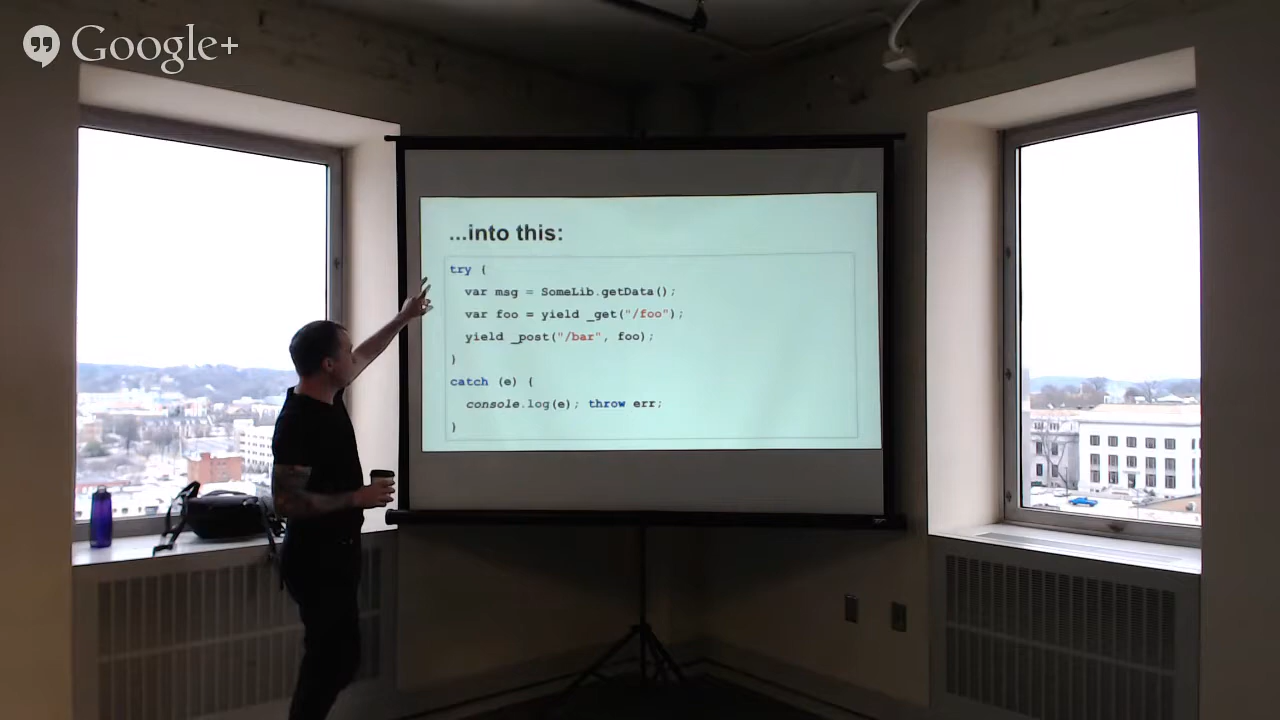 Google+
...into this:
try {
var msg = SomeLib.getData();
var foo = yield _get("/foo");
yield _post("/bar", foo);
}
catch (e) {
console.log(e); throw err;
}